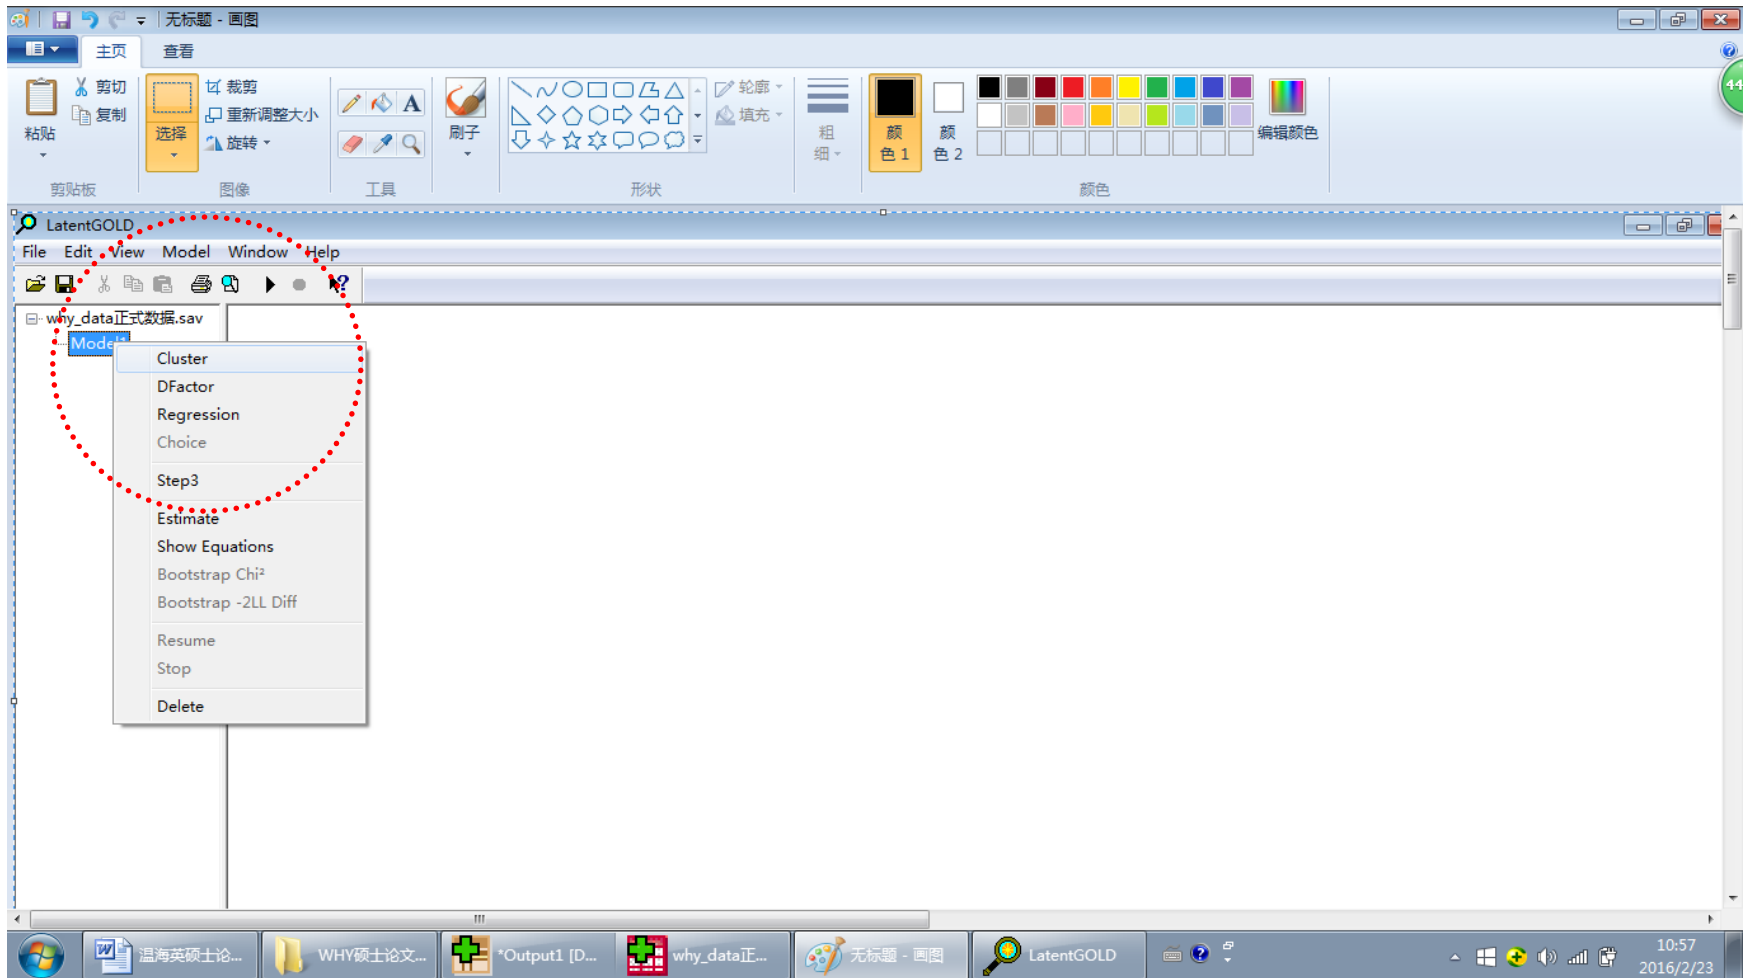 无标题 - 画图
主页 查看
剪切
复制
粘贴
剪贴板
选择
裁剪
重新调整大小
旋转
图像
A
工具
刷子
轮廓
填充
形状
粗细
颜色 1
颜色 2
编辑颜色
颜色
44
LatentGOLD
File Edit View Model Window Help
why_data正式数据.sav
Model1
Cluster
DFactor
Regression
Choice
Step3
Estimate
Show Equations
Bootstrap Chi²
Bootstrap -2LL Diff
Resume
Stop
Delete
温海英硕士论... WHY硕士论文... *Output1 [D... why_data正... 无标题 - 画图 LatentGOLD
10:57
2016/2/23